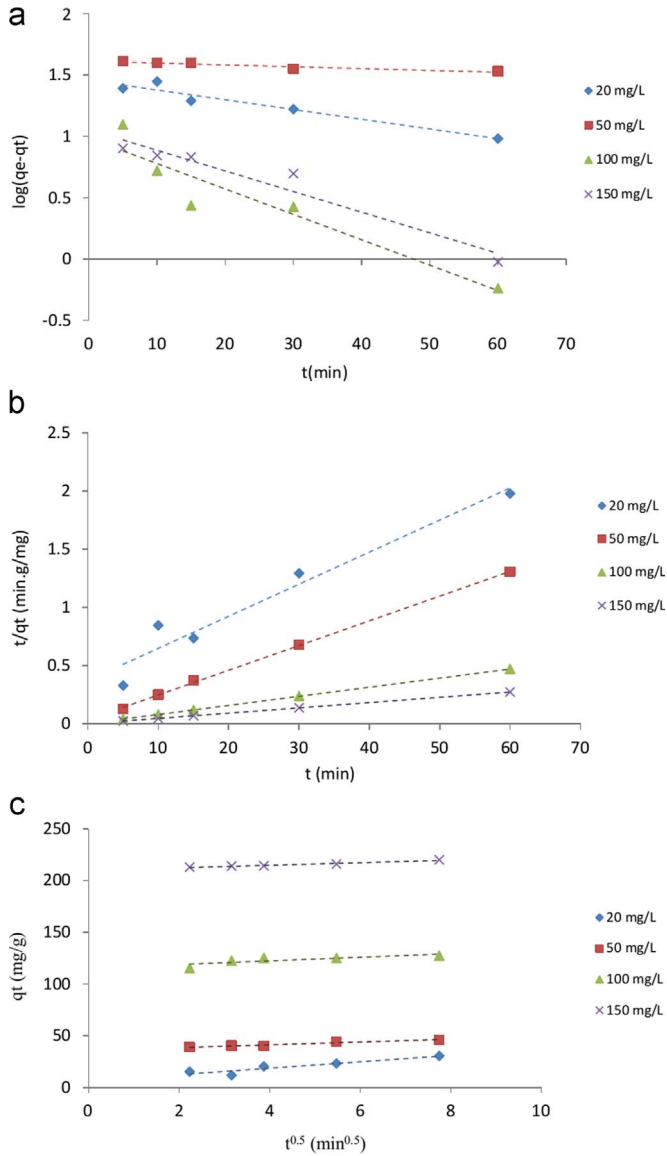 a
2
1.5
1
0.5
0
-0.5
0 10 20 30 40 50 60 70
log(qe-qt)
t(min)
20 mg/L
50 mg/L
100 mg/L
150 mg/L
b
2.5
2
1.5
1
0.5
0
0 10 20 30 40 50 60 70
t/qt (min.g/mg)
t (min)
20 mg/L
50 mg/L
100 mg/L
150 mg/L
c
250
200
150
100
50
0
0 2 4 6 8 10
qt (mg/g)
t^0.5 (min^0.5)
20 mg/L
50 mg/L
100 mg/L
150 mg/L